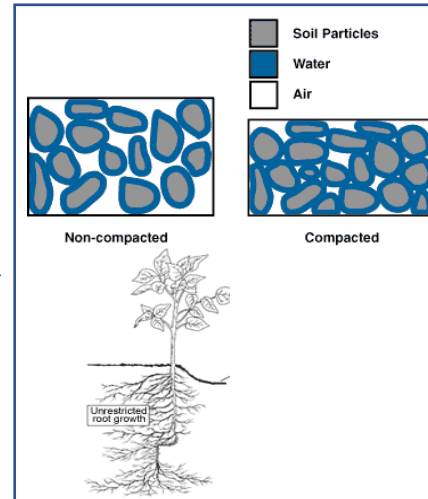 Soil Particles
Water
Air
Non-compacted
Compacted
Unrestricted
root growth